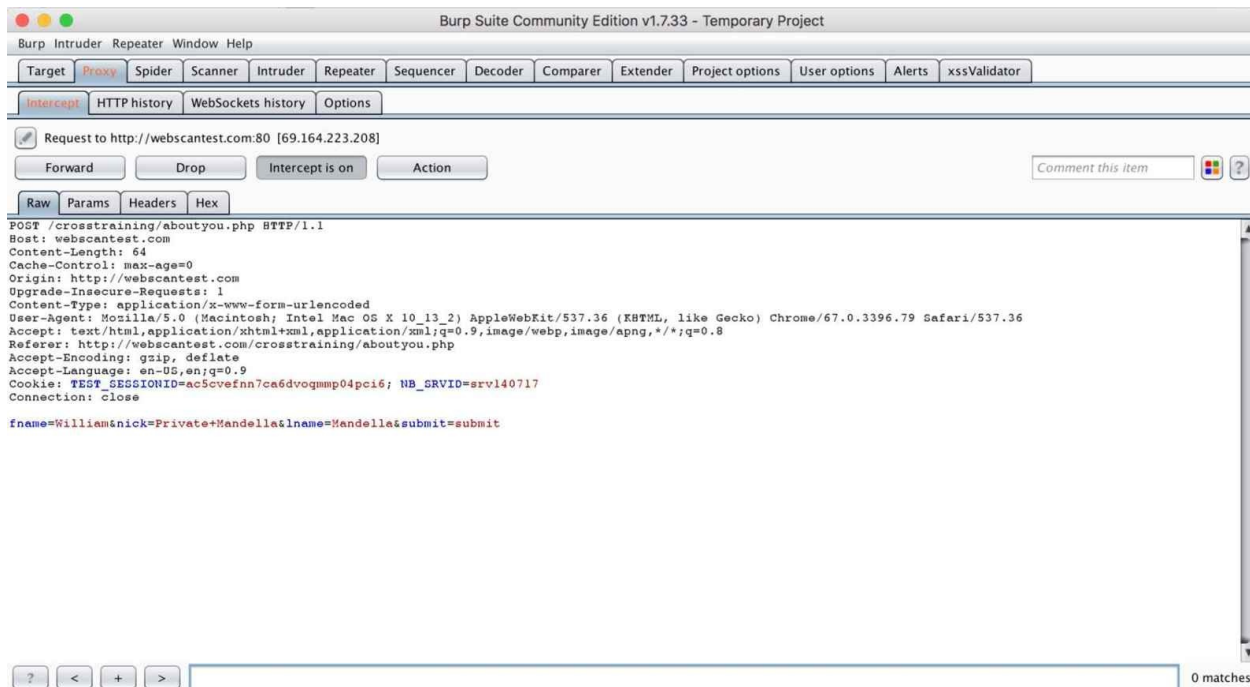 Burp Suite Community Edition v1.7.33 - Temporary Project
Burp Intruder Repeater Window Help
Target Proxy Spider Scanner Intruder Repeater Sequencer Decoder Comparer Extender Project options User options Alerts xssValidator
Intercept HTTP history WebSockets history Options
Request to http://webscantest.com:80 [69.164.223.208]
Forward Drop Intercept is on Action Comment this item ?
Raw Params Headers Hex
POST /crosstraining/aboutyou.php HTTP/1.1
Host: webscantest.com
Content-Length: 64
Cache-Control: max-age=0
Origin: http://webscantest.com
Upgrade-Insecure-Requests: 1
Content-Type: application/x-www-form-urlencoded
User-Agent: Mozilla/5.0 (Macintosh; Intel Mac OS X 10_13_2) AppleWebKit/537.36 (KHTML, like Gecko) Chrome/67.0.3396.79 Safari/537.36
Accept: text/html,application/xhtml+xml,application/xml;q=0.9,image/webp,image/apng,*/*;q=0.8
Referer: http://webscantest.com/crosstraining/aboutyou.php
Accept-Encoding: gzip, deflate
Accept-Language: en-US,en;q=0.9
Cookie: TEST_SESSIONID=ac5cvefnn7ca6dvoqmmp04pci6; NB_SRVID=srv140717
Connection: close
fname=William&nick=Private+Mandella&lname=Mandella&submit=submit
? < + > 0 matches